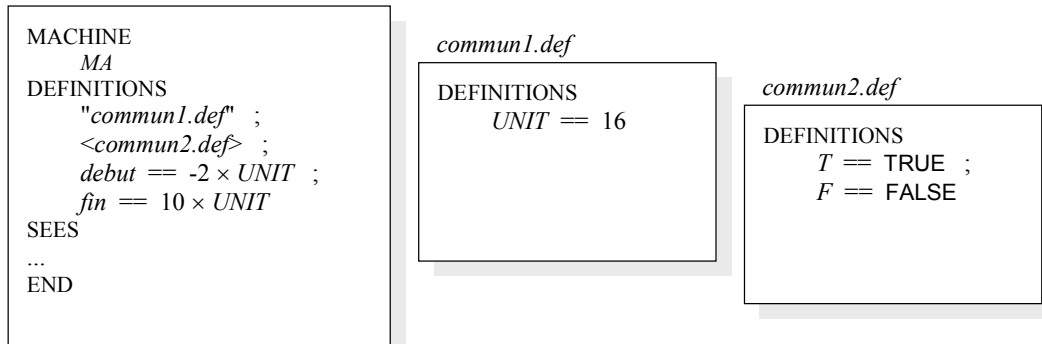 MACHINE
MA
DEFINITIONS
"commun1.def" ;
<commun2.def> ;
debut == -2 × UNIT ;
fin == 10 × UNIT
SEES
...
END
commun1.def
DEFINITIONS
UNIT == 16
commun2.def
DEFINITIONS
T == TRUE ;
F == FALSE